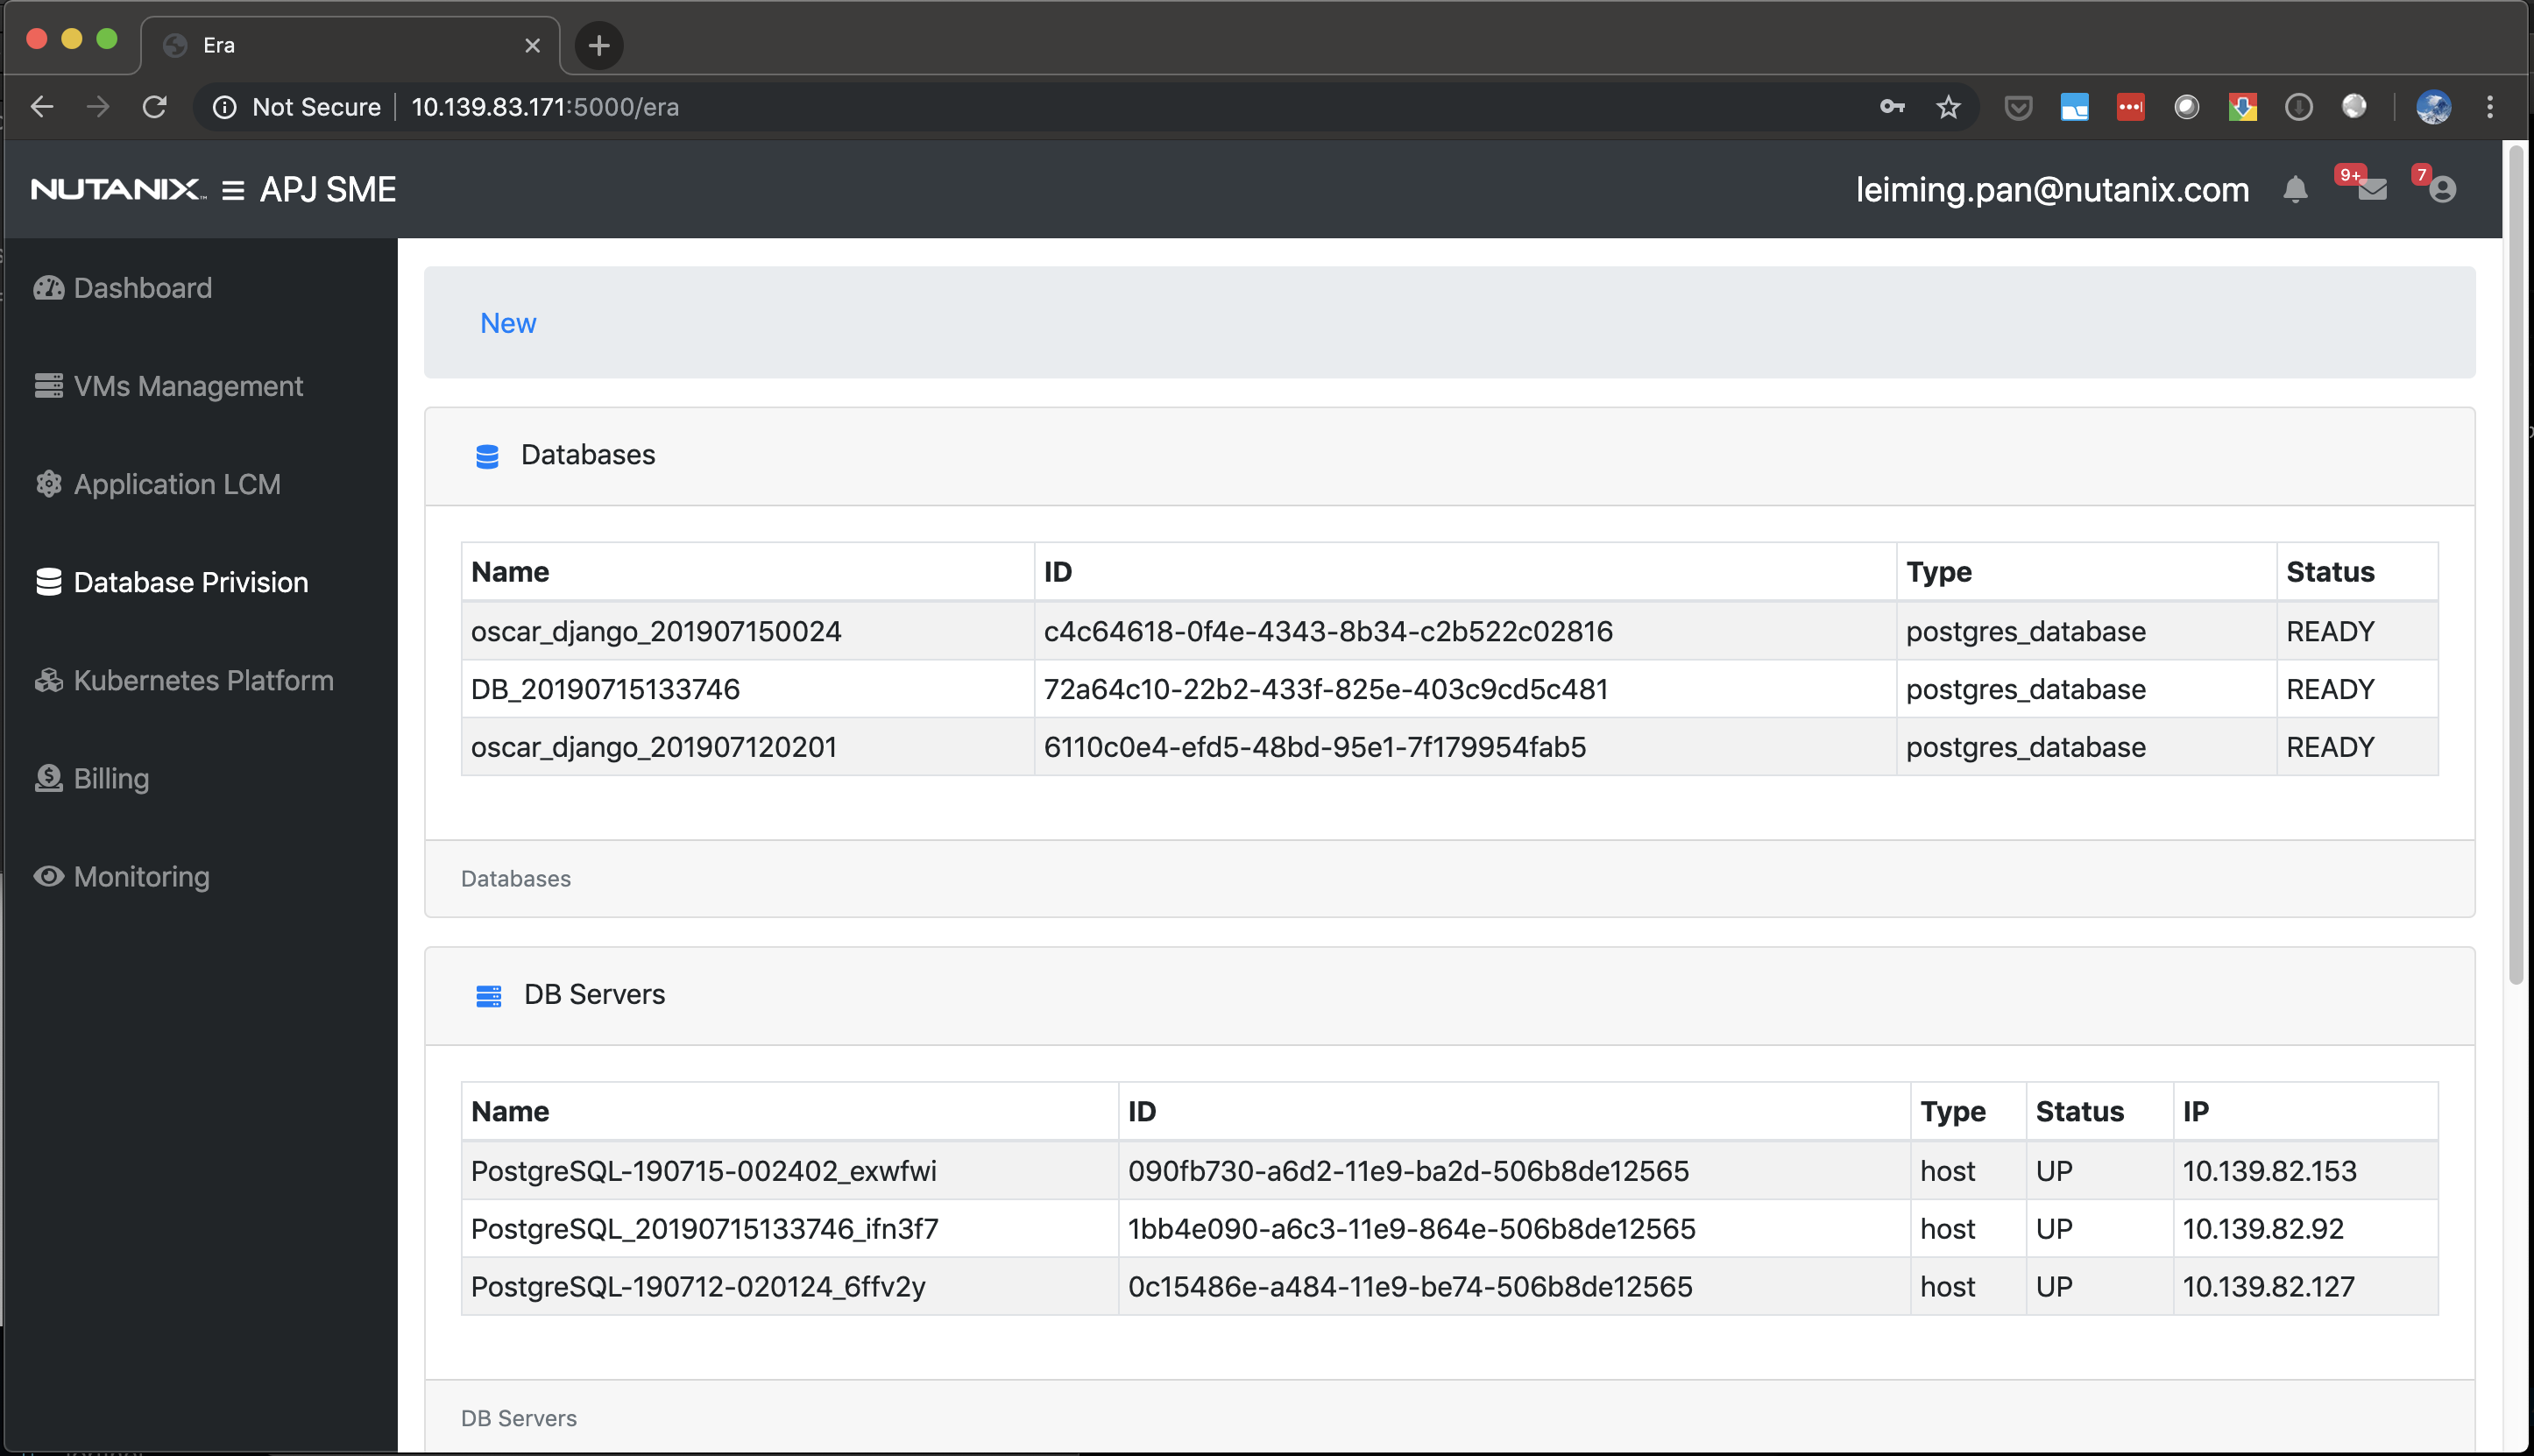 Era
Not Secure 10.139.83.171:5000/era
NUTANIX™ APJ SME leiming.pan@nutanix.com 9+ 7
Dashboard
VMs Management
Application LCM
Database Privision
Kubernetes Platform
Billing
Monitoring
New
Databases
Name ID Type Status
oscar_django_201907150024 c4c64618-0f4e-4343-8b34-c2b522c02816 postgres_database READY
DB_20190715133746 72a64c10-22b2-433f-825e-403c9cd5c481 postgres_database READY
oscar_django_201907120201 6110c0e4-efd5-48bd-95e1-7f179954fab5 postgres_database READY
Databases
DB Servers
Name ID Type Status IP
PostgreSQL-190715-002402_exwfwi 090fb730-a6d2-11e9-ba2d-506b8de12565 host UP 10.139.82.153
PostgreSQL_20190715133746_ifn3f7 1bb4e090-a6c3-11e9-864e-506b8de12565 host UP 10.139.82.92
PostgreSQL-190712-020124_6ffv2y 0c15486e-a484-11e9-be74-506b8de12565 host UP 10.139.82.127
DB Servers